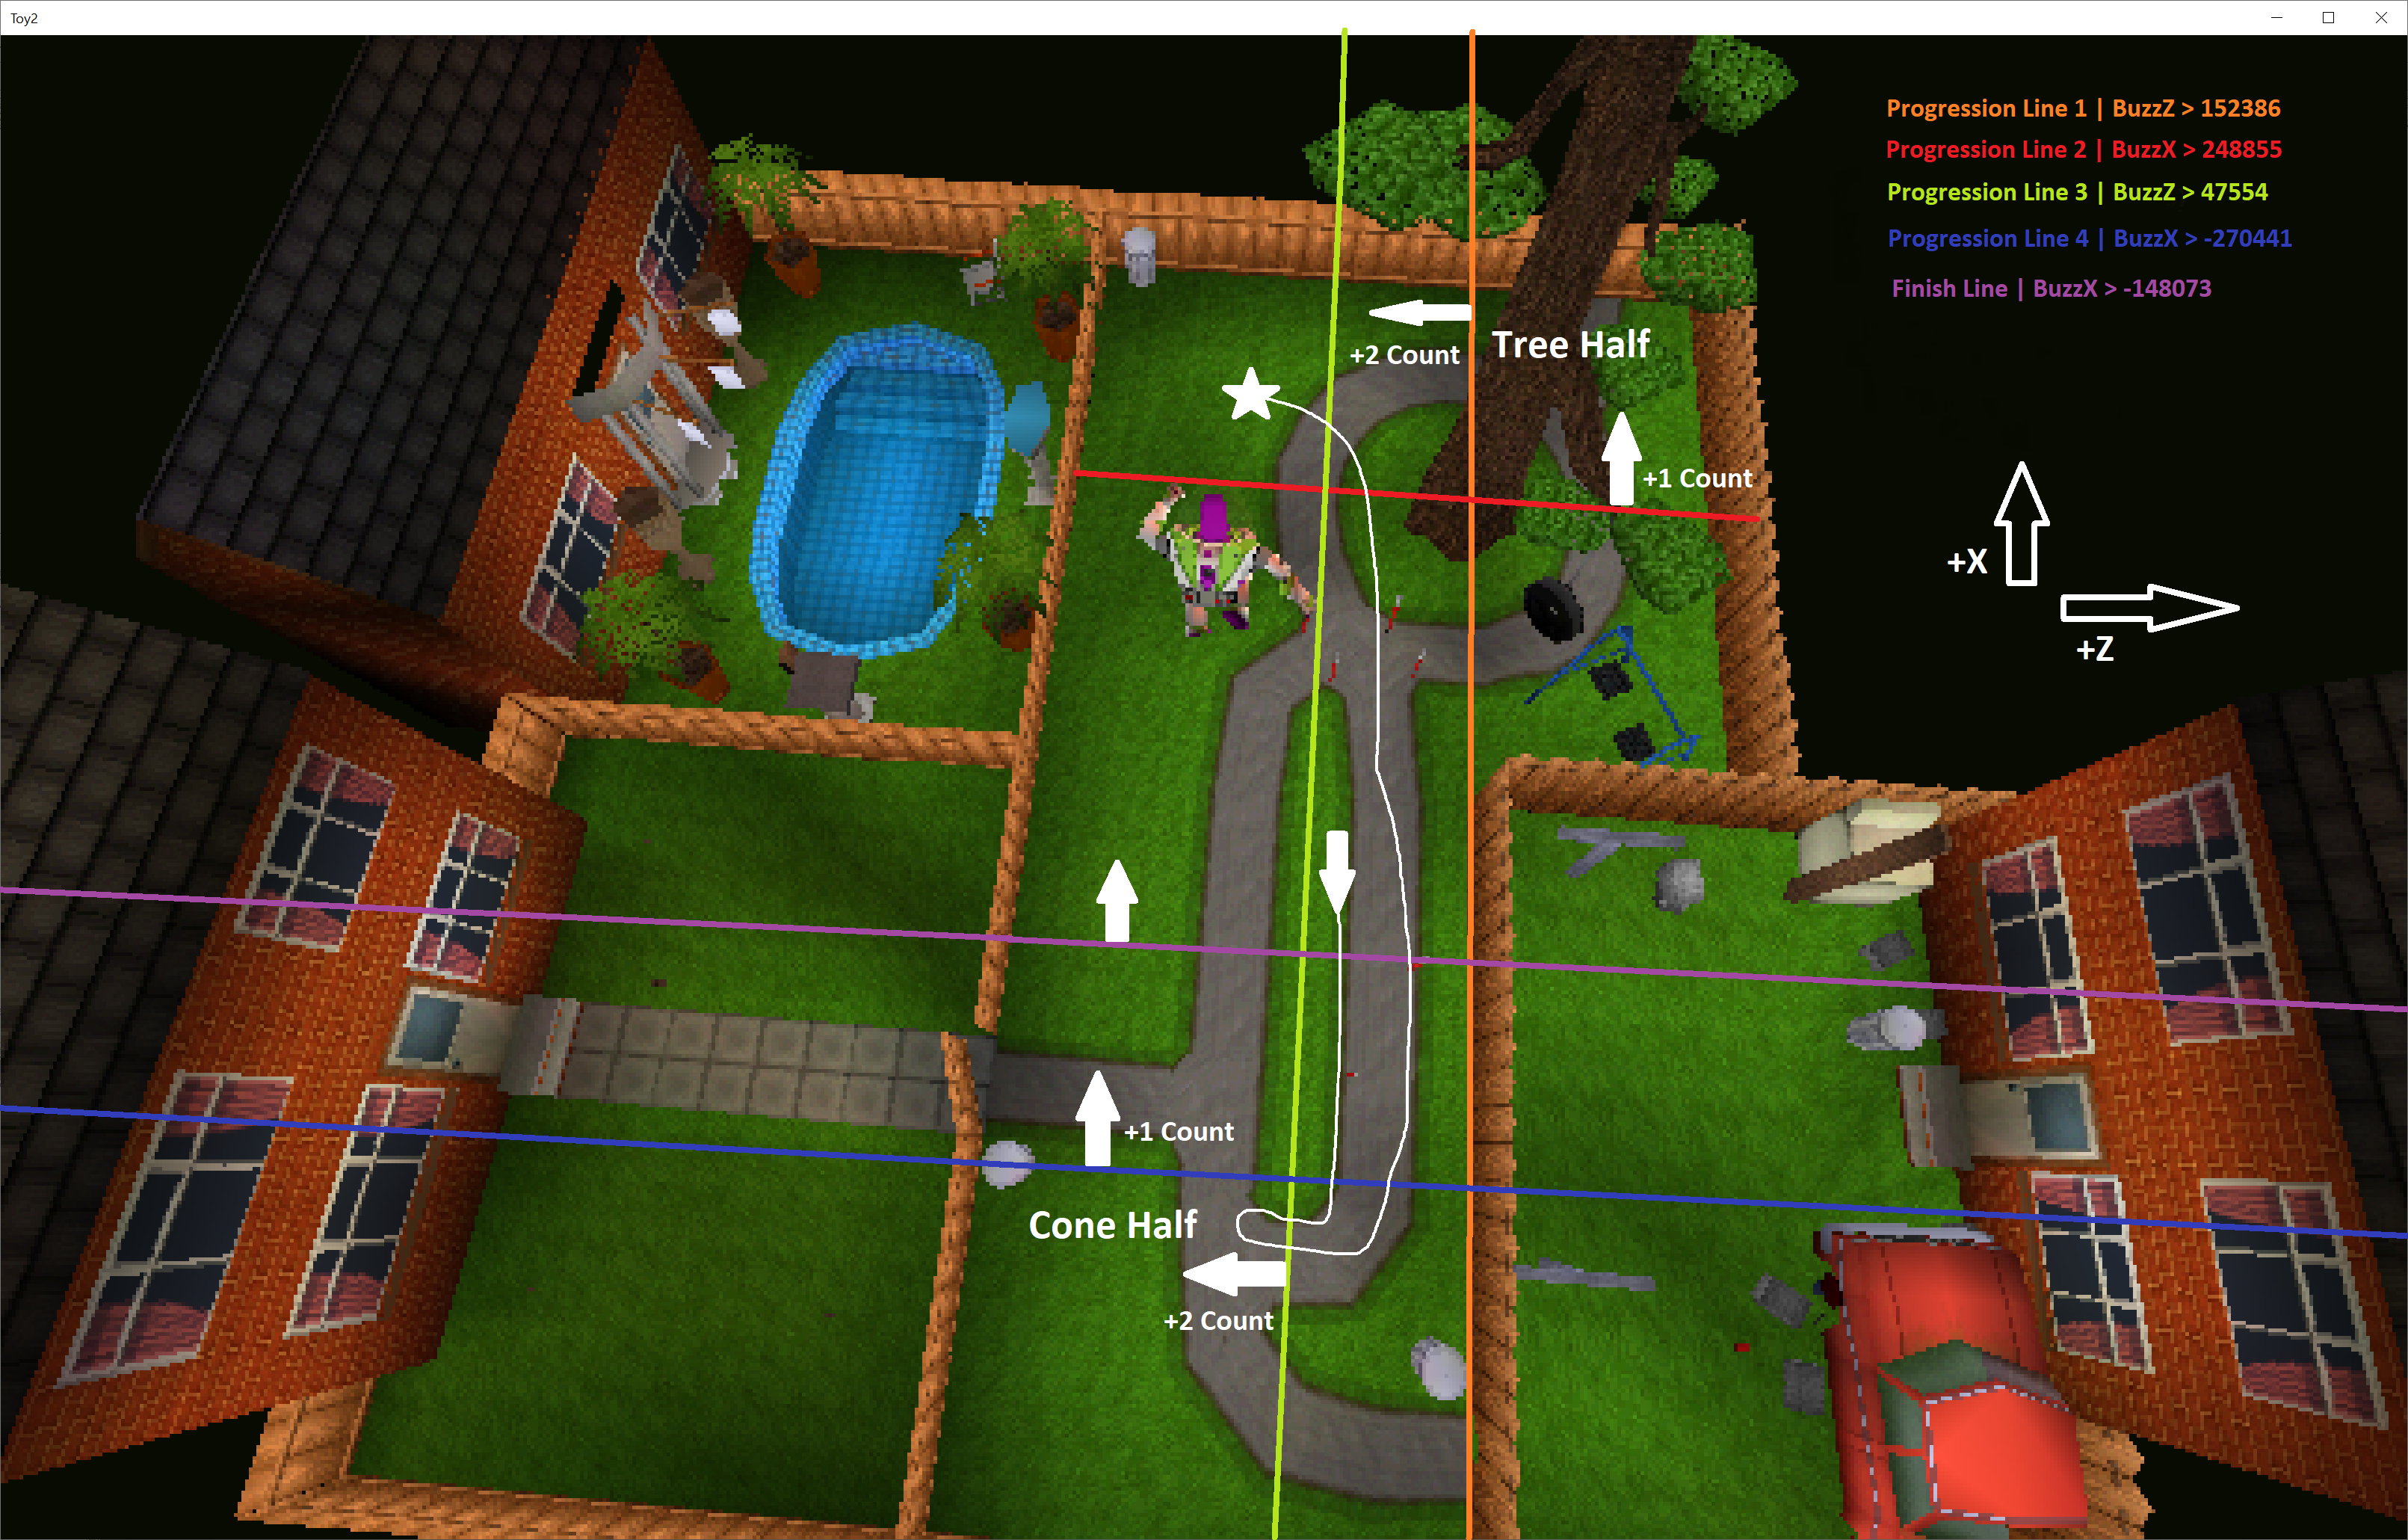 Toy2
Progression Line 1 | BuzzZ > 152386
Progression Line 2 | BuzzX > 248855
Progression Line 3 | BuzzZ > 47554
Progression Line 4 | BuzzX > -270441
Finish Line | BuzzX > -148073
Tree Half
+2 Count
+1 Count
+X
+Z
+1 Count
Cone Half
+2 Count